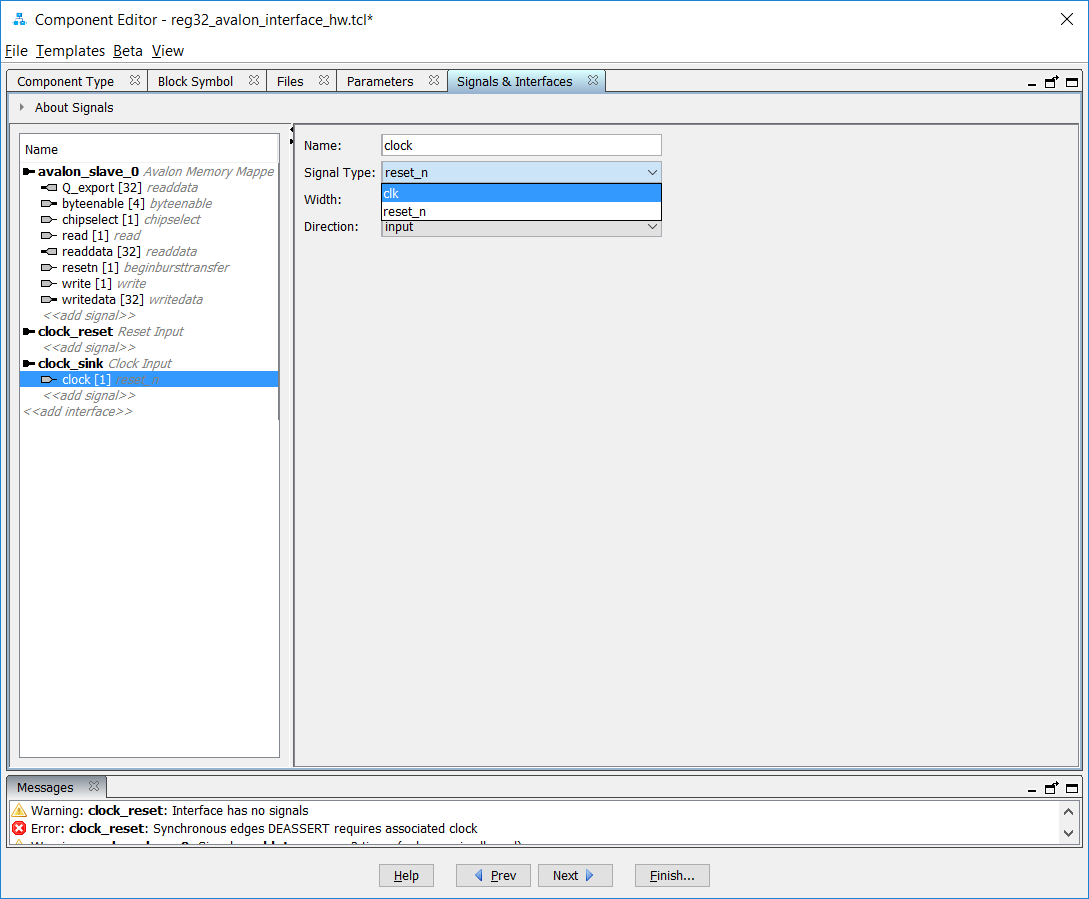 Component Editor - reg32_avalon_interface_hw.tcl*
File Templates Beta View
Component Type Block Symbol Files Parameters Signals & Interfaces
About Signals
Name
avalon_slave_0 Avalon Memory Mappe
Q_export [32] readdata
byteenable [4] byteenable
chipselect [1] chipselect
read [1] read
readdata [32] readdata
resetn [1] beginbursttransfer
write [1] write
writedata [32] writedata
<<add signal>>
clock_reset Reset Input
<<add signal>>
clock_sink Clock Input
clock [1] reset_n
<<add signal>>
<<add interface>>
Name: clock
Signal Type: reset_n
clk
Width:
reset_n
Direction: input
Messages
Warning: clock_reset: Interface has no signals
Error: clock_reset: Synchronous edges DEASSERT requires associated clock
Help Prev Next Finish...